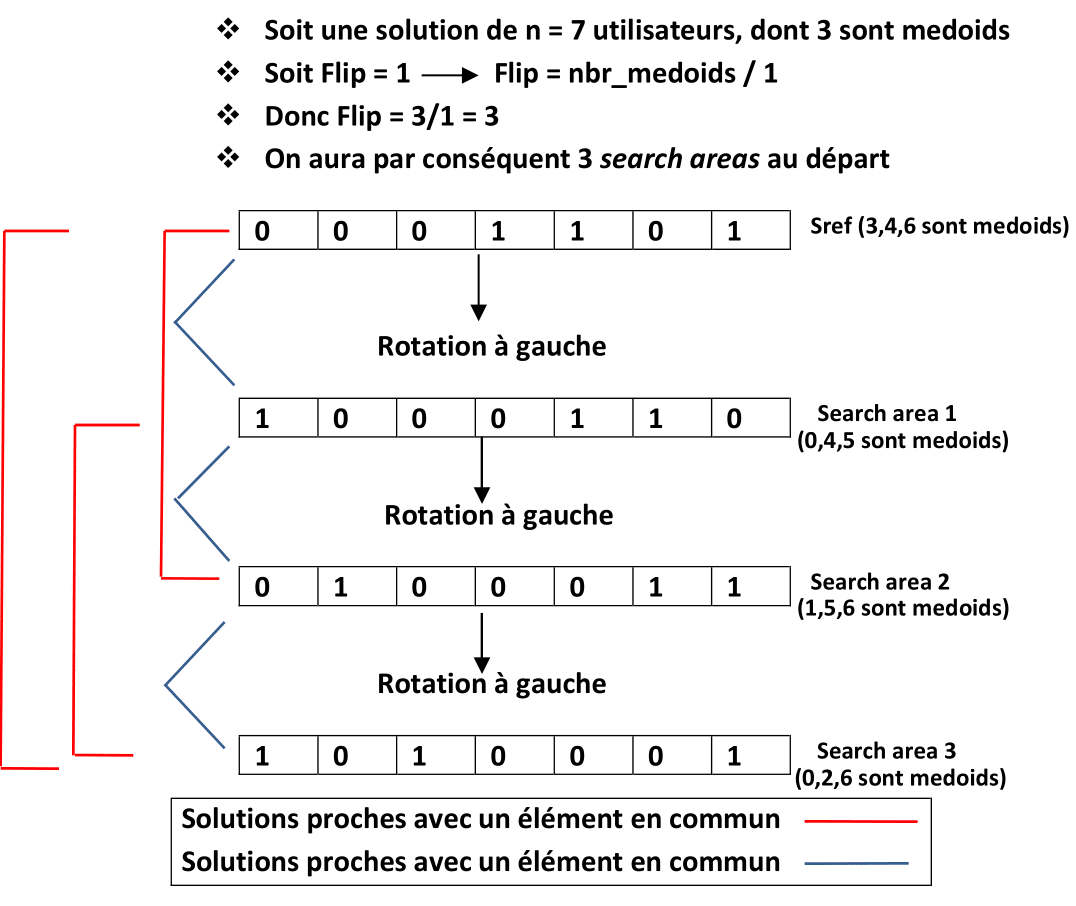 ❖ Soit une solution de n = 7 utilisateurs, dont 3 sont medoids
❖ Soit Flip = 1 → Flip = nbr_medoids / 1
❖ Donc Flip = 3/1 = 3
❖ On aura par conséquent 3 search areas au départ
0 0 0 1 1 0 1 Sref (3,4,6 sont medoids)
Rotation à gauche
1 0 0 0 1 1 0 Search area 1
(0,4,5 sont medoids)
Rotation à gauche
0 1 0 0 0 1 1 Search area 2
(1,5,6 sont medoids)
Rotation à gauche
1 0 1 0 0 0 1 Search area 3
(0,2,6 sont medoids)
Solutions proches avec un élément en commun
Solutions proches avec un élément en commun